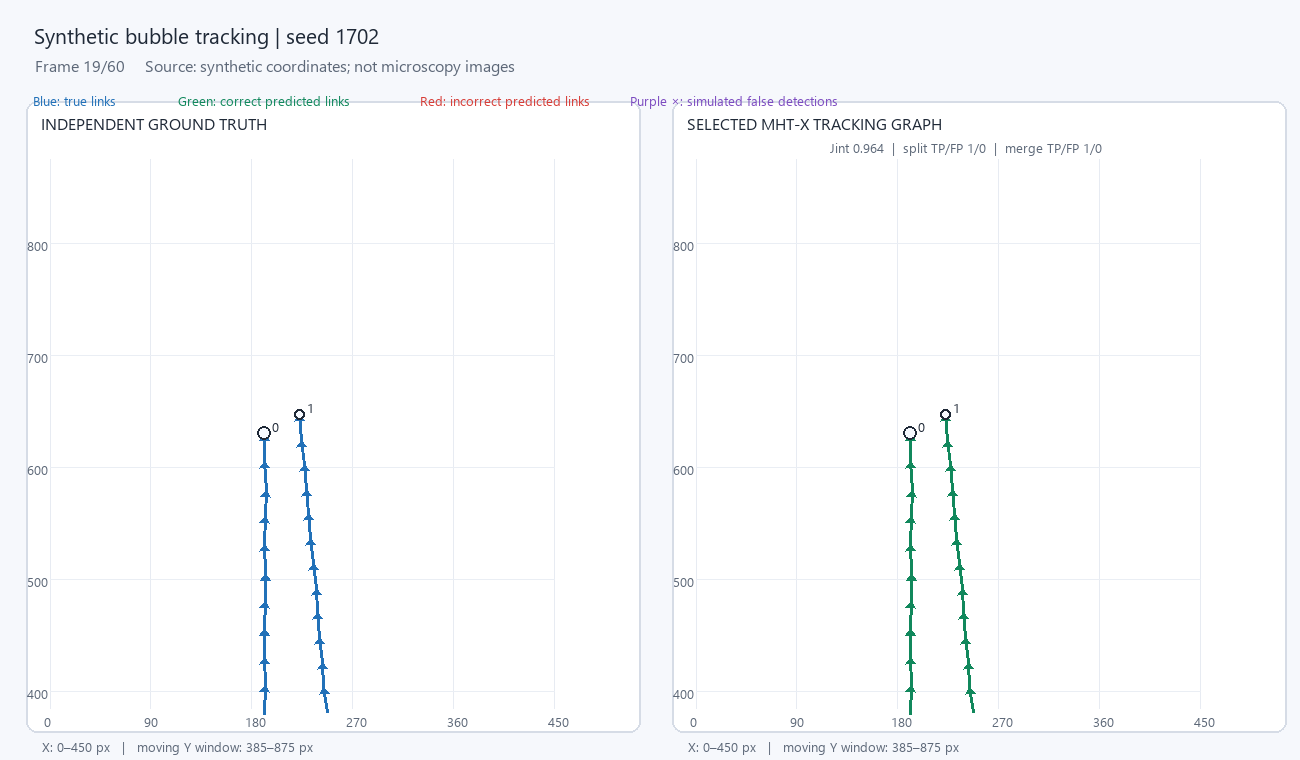 Synthetic bubble tracking | seed 1702
Frame 19/60 Source: synthetic coordinates; not microscopy images
Blue: true links Green: correct predicted links Red: incorrect predicted links Purple ×: simulated false detections
INDEPENDENT GROUND TRUTH
800
700
600
500
400
0 90 180 270 360 450
1
0
X: 0–450 px | moving Y window: 385–875 px
SELECTED MHT-X TRACKING GRAPH
Jint 0.964 | split TP/FP 1/0 | merge TP/FP 1/0
800
700
600
500
400
0 90 180 270 360 450
1
0
X: 0–450 px | moving Y window: 385–875 px